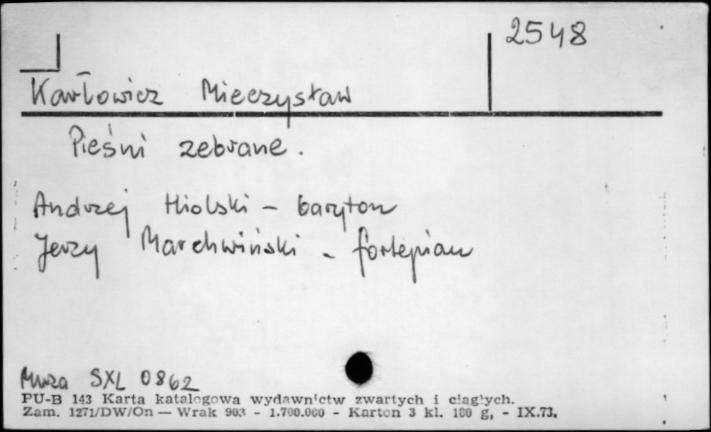 2548
Karłowicz Mieczysław
Pieśni zebrane.
Andrzej Hiolski - baryton
Jerzy Marchwiński - fortepian
Muza SXL 0862
PU-B 143 Karta katalogowa wydawnictw zwartych i ciągłych.
Zam. 1271/DW/On — Wrak 903 - 1.700.000 - Karton 3 kl. 180 g, - IX.73.